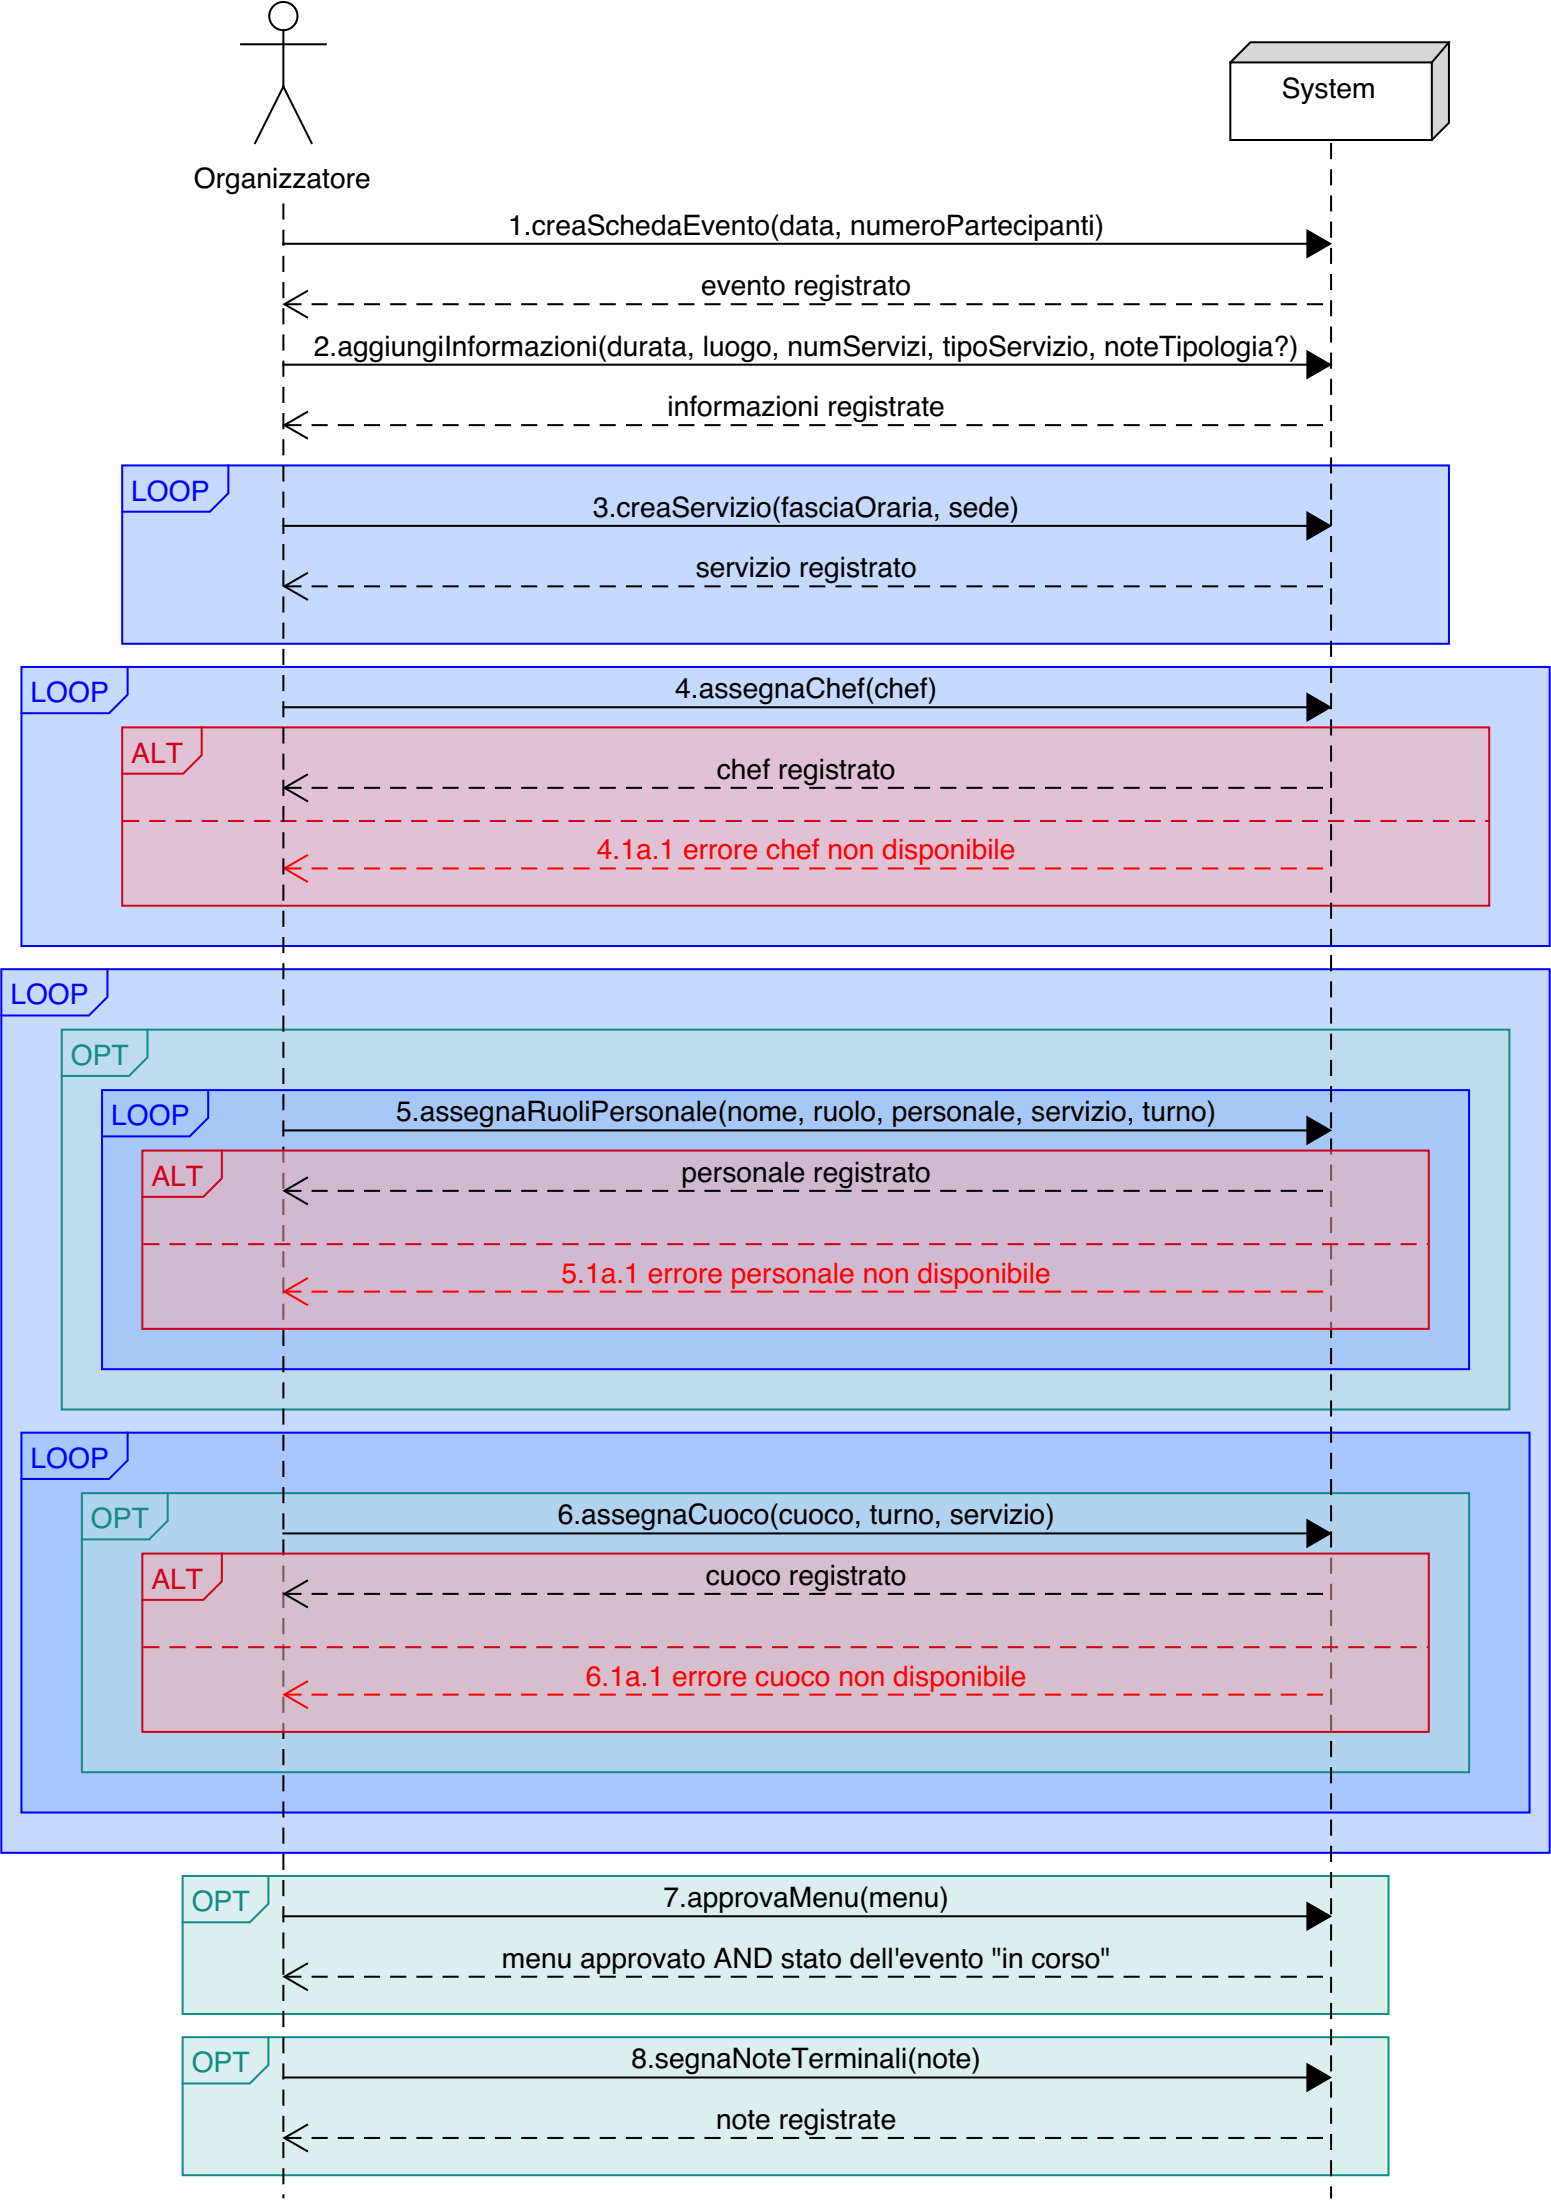 System
Organizzatore
1.creaSchedaEvento(data, numeroPartecipanti)
evento registrato
2.aggiungiInformazioni(durata, luogo, numServizi, tipoServizio, noteTipologia?)
informazioni registrate
LOOP
3.creaServizio(fasciaOraria, sede)
servizio registrato
LOOP
4.assegnaChef(chef)
ALT
chef registrato
4.1a.1 errore chef non disponibile
LOOP
OPT
LOOP
5.assegnaRuoliPersonale(nome, ruolo, personale, servizio, turno)
ALT
personale registrato
5.1a.1 errore personale non disponibile
LOOP
OPT
6.assegnaCuoco(cuoco, turno, servizio)
ALT
cuoco registrato
6.1a.1 errore cuoco non disponibile
OPT
7.approvaMenu(menu)
menu approvato AND stato dell'evento "in corso"
OPT
8.segnaNoteTerminali(note)
note registrate